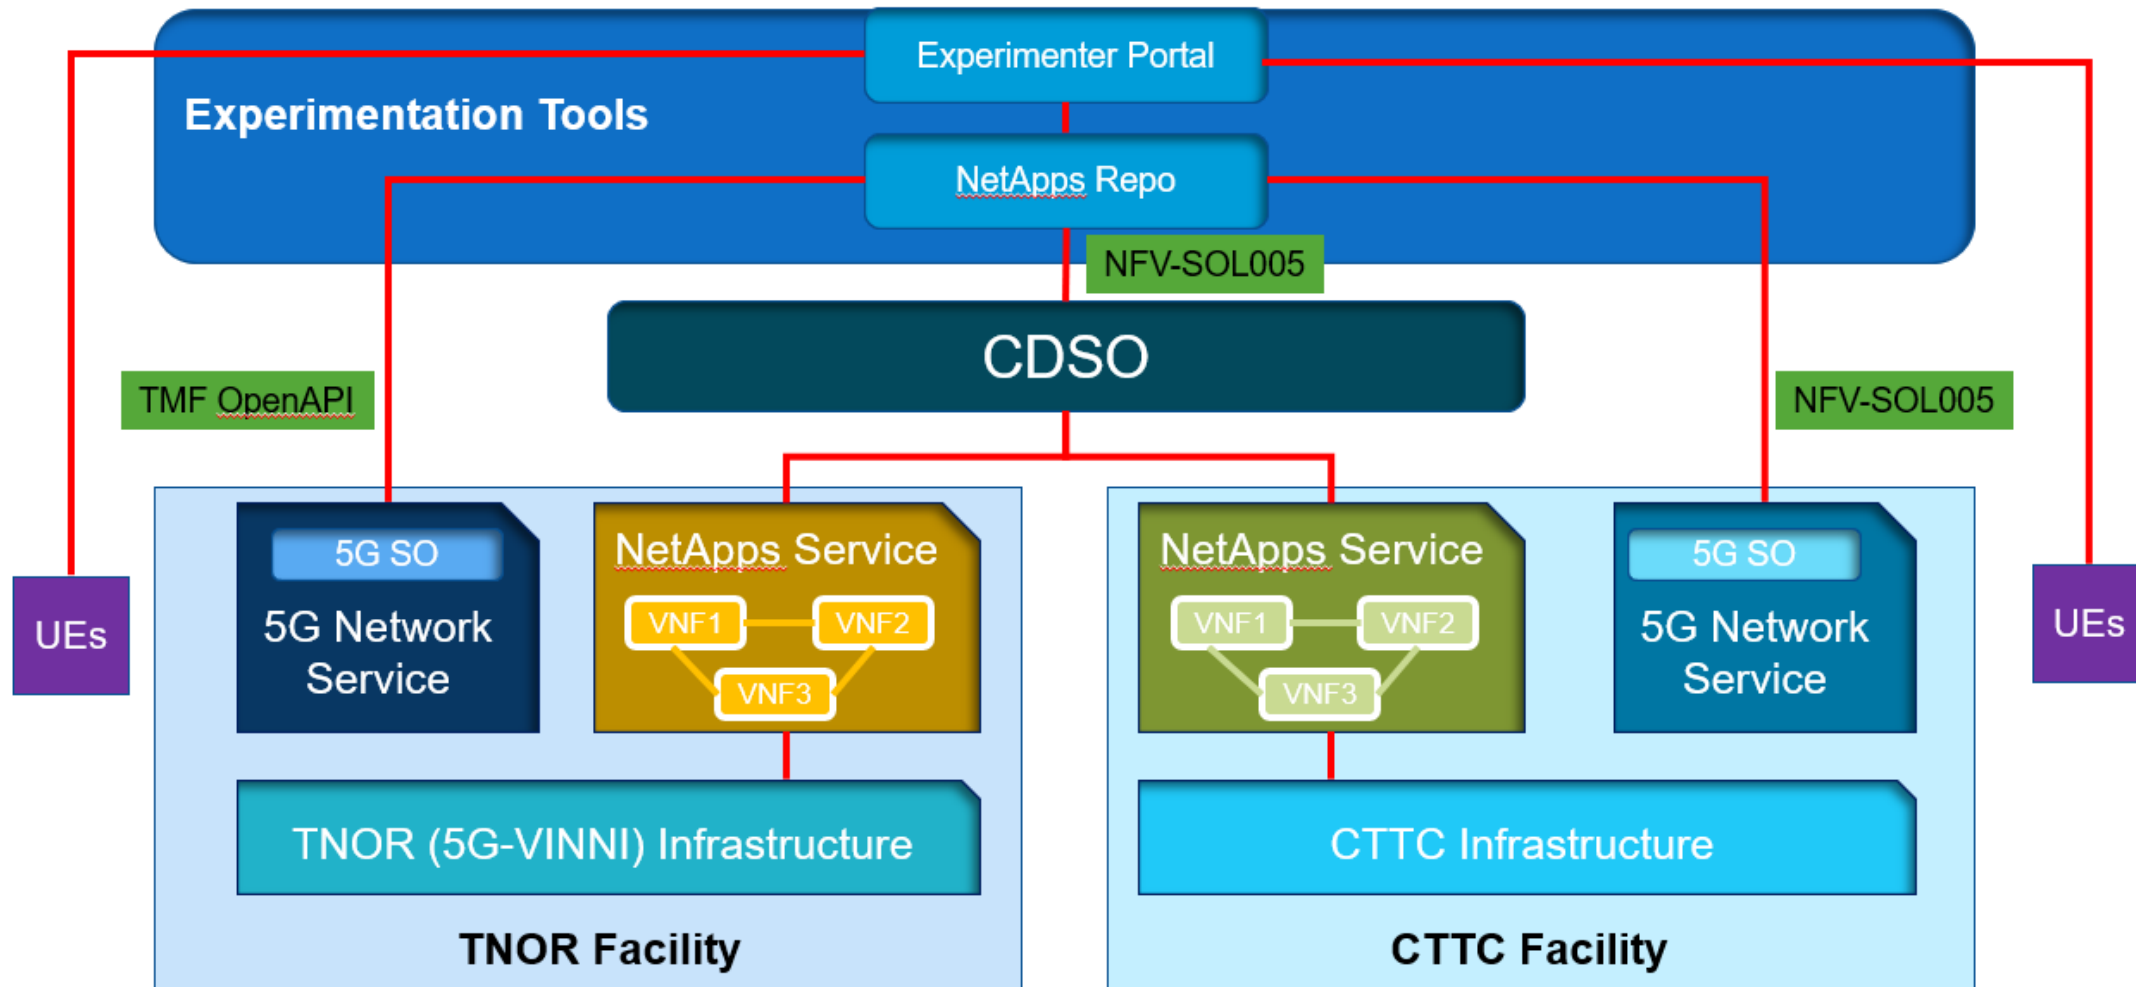 Experimenter Portal
Experimentation Tools
NetApps Repo
NFV-SOL005
CDSO
TMF OpenAPI
NFV-SOL005
5G SO
5G Network
Service
NetApps Service
VNF1
VNF2
VNF3
NetApps Service
VNF1
VNF2
VNF3
5G SO
5G Network
Service
UEs
UEs
TNOR (5G-VINNI) Infrastructure
CTTC Infrastructure
TNOR Facility
CTTC Facility